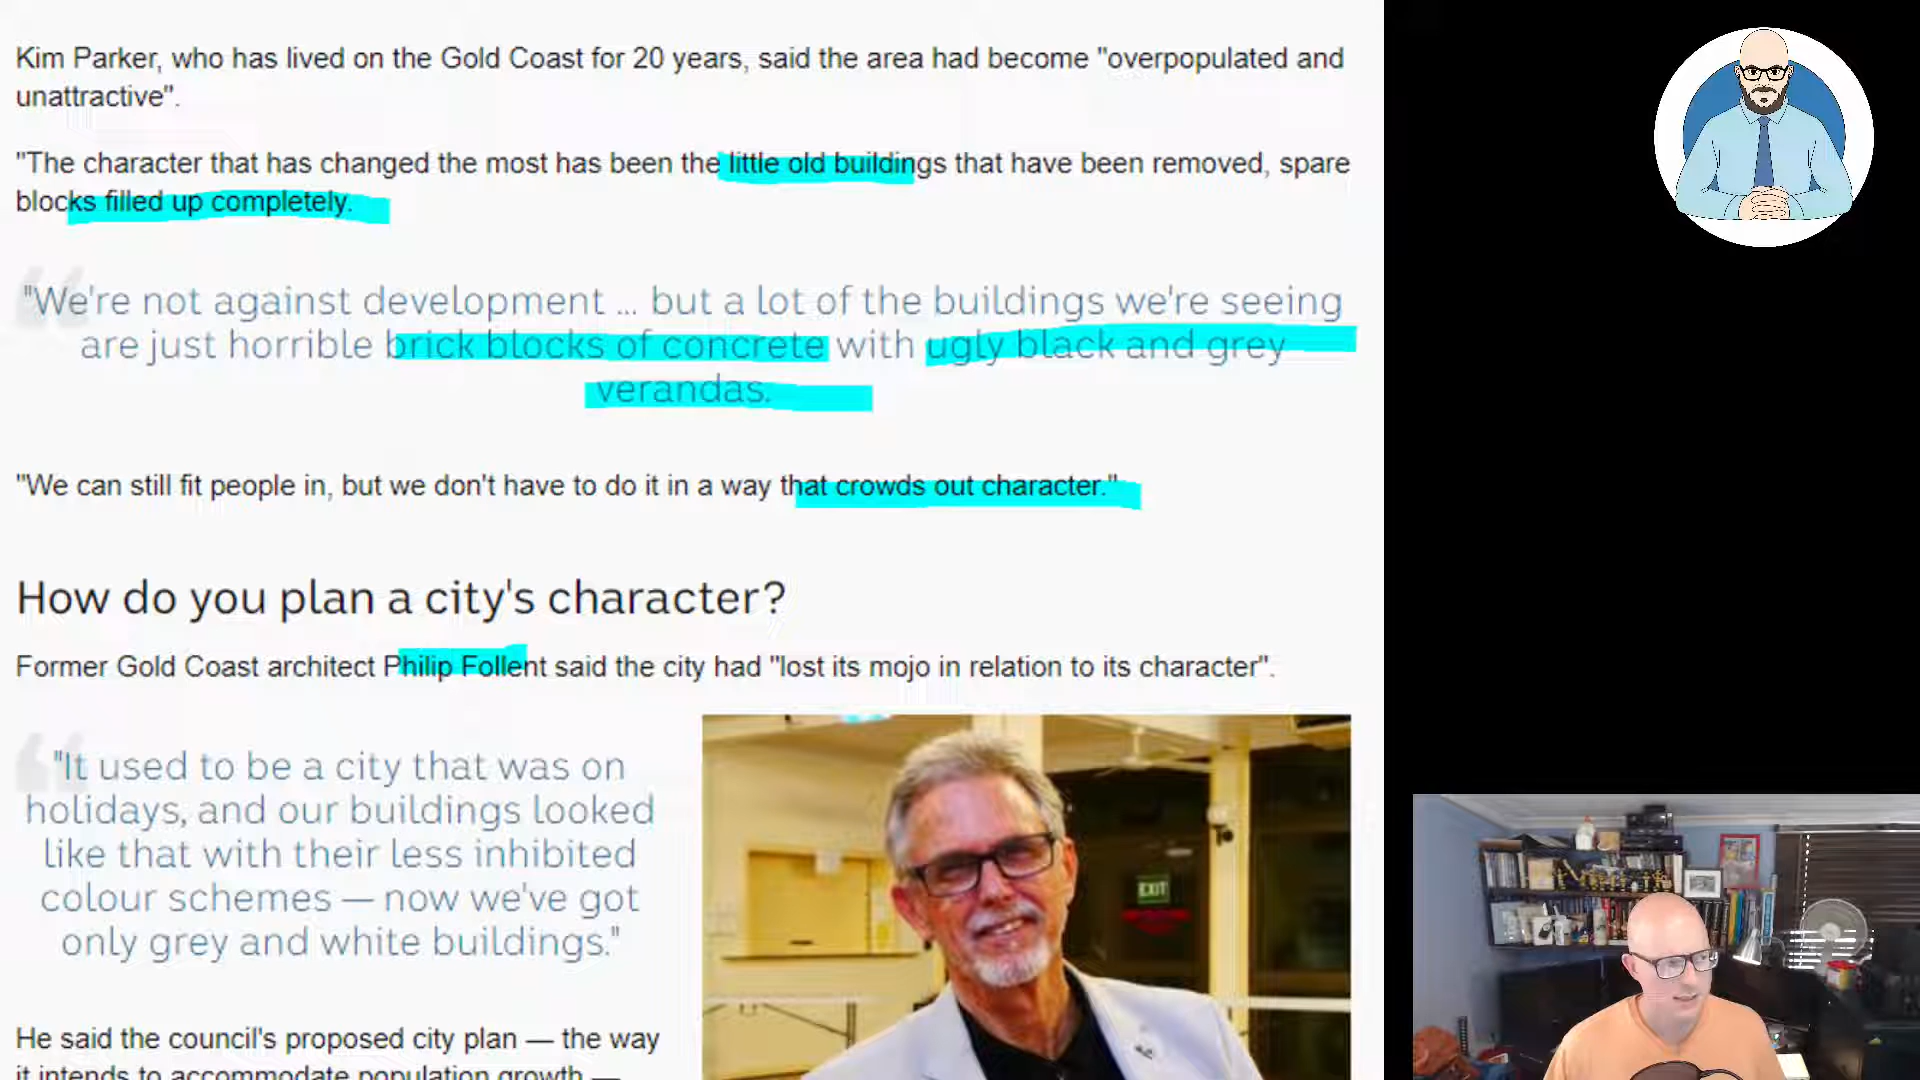 Kim Parker, who has lived on the Gold Coast for 20 years, said the area had become "overpopulated and
unattractive".
"The character that has changed the most has been the little old buildings that have been removed, spare
blocks filled up completely.
"We're not against development ... but a lot of the buildings we're seeing
are just horrible brick blocks of concrete with ugly black and grey
verandas.
"We can still fit people in, but we don't have to do it in a way that crowds out character."
How do you plan a city's character?
Former Gold Coast architect Philip Follent said the city had "lost its mojo in relation to its character".
"It used to be a city that was on
holidays, and our buildings looked
like that with their less inhibited
colour schemes — now we've got
only grey and white buildings."
EXIT
He said the council's proposed city plan — the way
it intends to accommodate population growth —